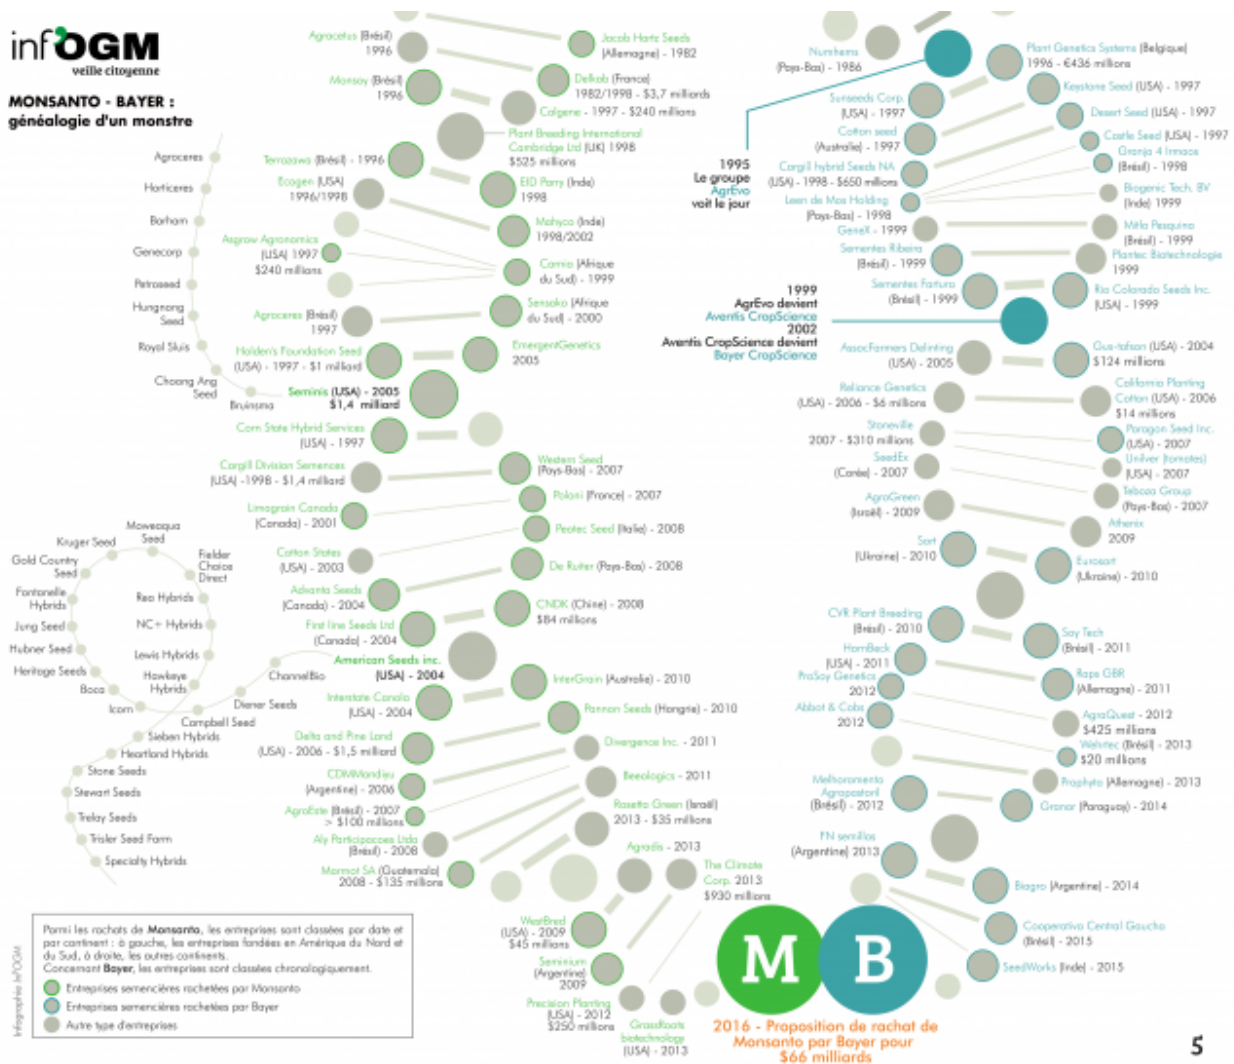 inf'OGM
veille citoyenne
MONSANTO - BAYER :
généalogie d'un monstre
Agroceres
Horticeres
Barham
Genecorp
Petroseed
Hungnong
Seed
Royal Sluis
Choong Ang
Seed
Bruinsma
Agracetus (Brésil)
1996
Monsoy (Brésil)
1996
Terrazawa (Brésil) - 1996
Ecogen (USA)
1996/1998
Asgrow Agronomics
(USA) 1997
$240 millions
Agroceres (Brésil)
1997
Holden's Foundation Seed
(USA) - 1997 - $1 milliard
Seminis (USA) - 2005
$1,4 milliard
Corn State Hybrid Services
(USA) - 1997
Cargill Division Semences
(USA) -1998 - $1,4 milliard
Limagrain Canada
(Canada) - 2001
Cotton States
(USA) - 2003
Advanta Seeds
(Canada) - 2004
First line Seeds Ltd
(Canada) - 2004
American Seeds inc.
(USA) - 2004
Interstate Canola
(USA) - 2004
Delta and Pine Land
(USA) - 2006 - $1,5 milliard
CDMMandiyu
(Argentine) - 2006
AgroEste (Brésil) - 2007
> $100 millions
Aly Participacoes Ltda
(Brésil) - 2008
Marmot SA (Guatemala)
2008 - $135 millions
Jacob Hartz Seeds
(Allemagne) - 1982
Dekalb (France)
1982/1998 - $3,7 milliards
Calgene - 1997 - $240 millions
Plant Breeding International
Cambridge Ltd (UK) 1998
$525 millions
EID Parry (Inde)
1998
Mahyco (Inde)
1998/2002
Carnia (Afrique
du Sud) - 1999
Sensako (Afrique
du Sud) - 2000
EmergentGenetics
2005
Western Seed
(Pays-Bas) - 2007
Poloni (France) - 2007
Peotec Seed (Italie) - 2008
De Ruiter (Pays-Bas) - 2008
CNDK (Chine) - 2008
$84 millions
InterGrain (Australie) - 2010
Pannon Seeds (Hongrie) - 2010
Divergence Inc. - 2011
Beeologics - 2011
Rosetta Green (Israël)
2013 - $35 millions
Agradis - 2013
The Climate
Corp. 2013
$930 millions
WestBred
(USA) - 2009
$45 millions
Seminium
(Argentine)
2009
Precision Planting
(USA) - 2012
$250 millions
GrassRoots
biotechnology
(USA) - 2013
Moweaqua
Seed
Kruger Seed
Gold Country
Seed
Fontanelle
Hybrids
Jung Seed
Hubner Seed
Heritage Seeds
Boca
Icorn
Fielder
Choice
Direct
Rea Hybrids
NC+ Hybrids
Lewis Hybrids
Hawkeye
Hybrids
ChannelBio
Diener Seeds
Campbell Seed
Sieben Hybrids
Heartland Hybrids
Stone Seeds
Stewart Seeds
Trelay Seeds
Trisler Seed Farm
Specialty Hybrids
Nunhems
(Pays-Bas) - 1986
1995
Le groupe
AgrEvo
voit le jour
Sunseeds Corp.
(USA) - 1997
Cotton seed
(Australie) - 1997
Cargill hybrid Seeds NA
(USA) - 1998 - $650 millions
Leen de Mos Holding
(Pays-Bas) - 1998
GeneX - 1999
Sementes Ribeira
(Brésil) - 1999
Sementes Fartura
(Brésil) - 1999
1999
AgrEvo devient
Aventis CropScience
2002
Aventis CropScience devient
Bayer CropScience
AssocFarmers Delinting
(USA) - 2005
Reliance Genetics
(USA) - 2006 - $6 millions
Stoneville
2007 - $310 millions
SeedEx
(Corée) - 2007
AgroGreen
(Israël) - 2009
Sort
(Ukraine) - 2010
CVR Plant Breeding
(Brésil) - 2010
HornBeck
(USA) - 2011
ProSoy Genetics
2012
Abbot & Cobs
2012
Melhoramento
Agropastoril
(Brésil) - 2012
FN semillas
(Argentine) 2013
Plant Genetics Systems (Belgique)
1996 - €436 millions
Keystone Seed (USA) - 1997
Desert Seed (USA) - 1997
Castle Seed (USA) - 1997
Granja 4 Irmaos
(Brésil) - 1998
Biogenic Tech. BV
(Inde) 1999
Mitla Pesquina
(Brésil) - 1999
Plantec Biotechnologie
1999
Rio Colorado Seeds Inc.
(USA) - 1999
Gus-tafson (USA) - 2004
$124 millions
California Planting
Cotton (USA) - 2006
$14 millions
Paragon Seed Inc.
(USA) - 2007
Unilver (tomates)
(USA) - 2007
Teboza Group
(Pays-Bas) - 2007
Athenix
2009
Eurosort
(Ukraine) - 2010
Soy Tech
(Brésil) - 2011
Raps GBR
(Allemagne) - 2011
AgraQuest - 2012
$425 millions
Wehrtec (Brésil) - 2013
$20 millions
Prophyta (Allemagne) - 2013
Granar (Paraguay) - 2014
Biagro (Argentine) - 2014
Cooperativa Central Gaucho
(Brésil) - 2015
SeedWorks (Inde) - 2015
M B
2016 - Proposition de rachat de
Monsanto par Bayer pour
$66 milliards
Parmi les rachats de Monsanto, les entreprises sont classées par date et
par continent : à gauche, les entreprises fondées en Amérique du Nord et
du Sud, à droite, les autres continents.
Concernant Bayer, les entreprises sont classées chronologiquement.
Entreprises semencières rachetées par Monsanto
Entreprises semencières rachetées par Bayer
Autre type d'entreprises
Infographie Inf'OGM
5